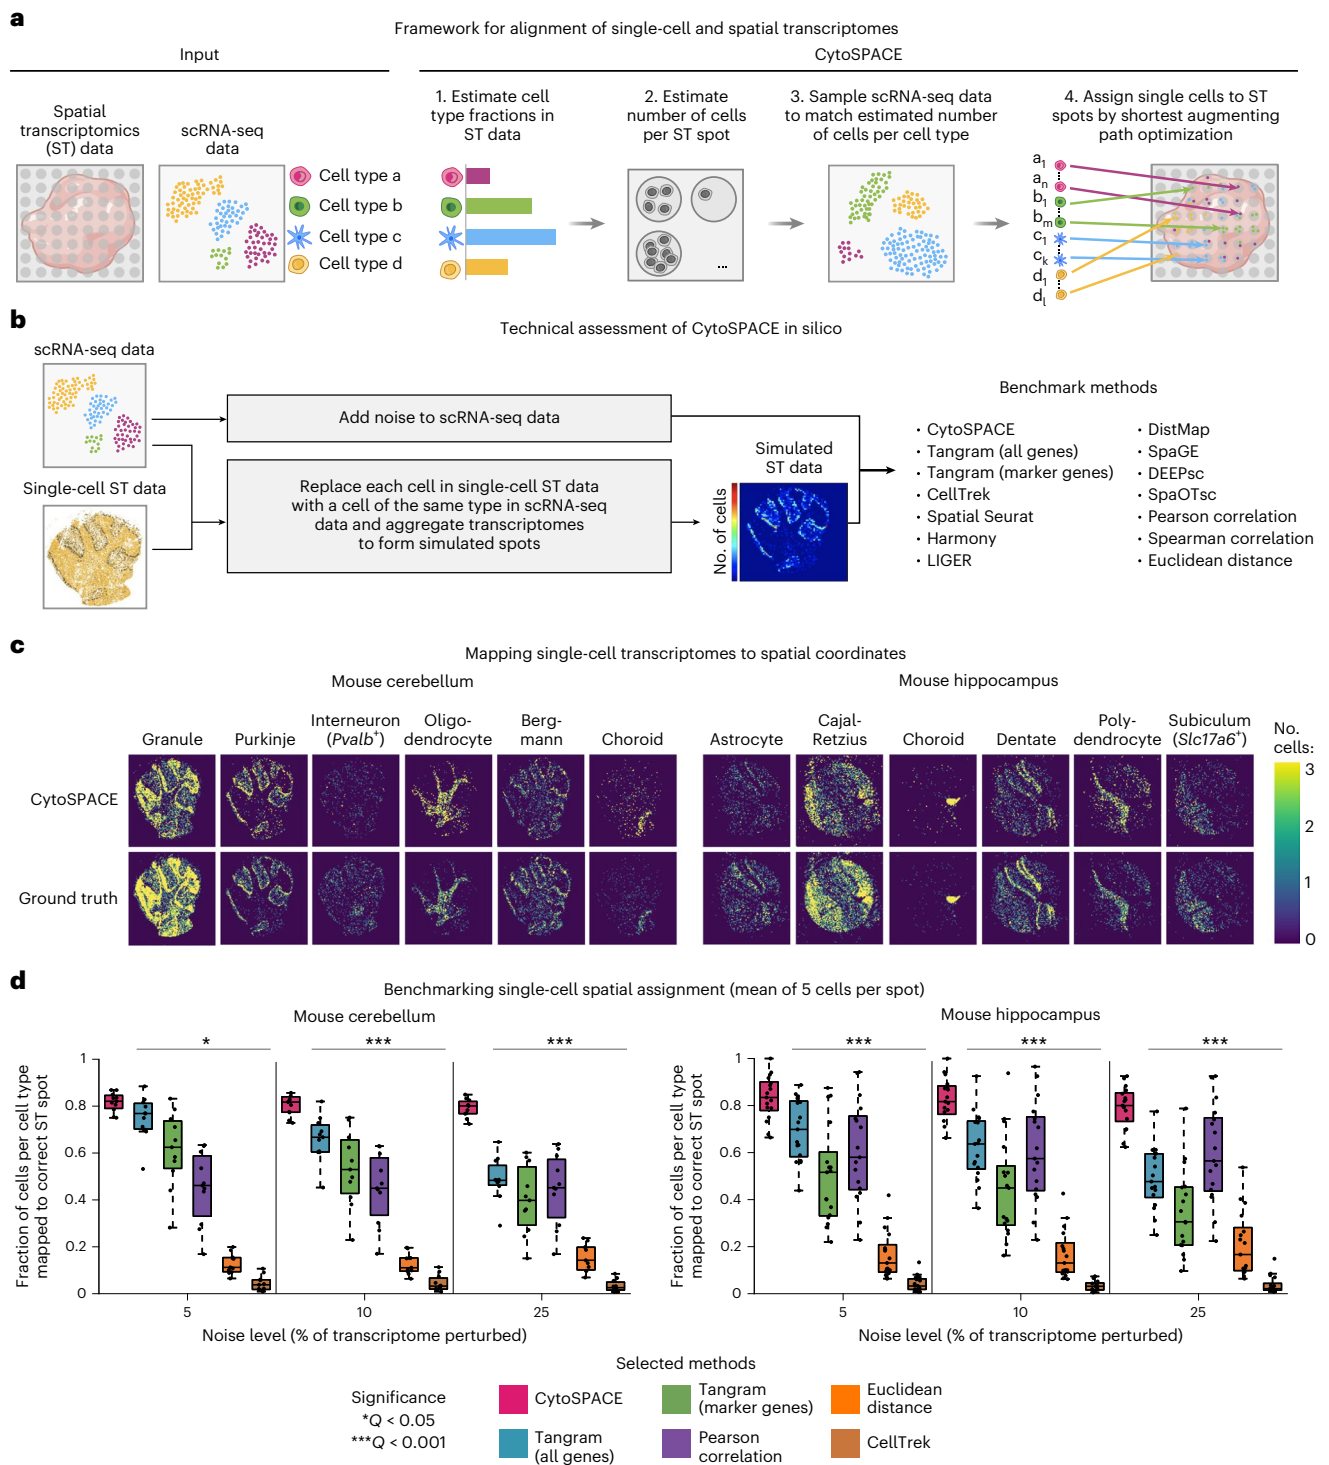 a
Framework for alignment of single-cell and spatial transcriptomes
Input
CytoSPACE
Spatial
transcriptomics
(ST) data
scRNA-seq
data
Cell type a
Cell type b
Cell type c
Cell type d
1. Estimate cell
type fractions in
ST data
2. Estimate
number of cells
per ST spot
...
3. Sample scRNA-seq data
to match estimated number
of cells per cell type
4. Assign single cells to ST
spots by shortest augmenting
path optimization
a1
an
b1
bm
c1
ck
d1
dl
b
Technical assessment of CytoSPACE in silico
scRNA-seq data
Single-cell ST data
Add noise to scRNA-seq data
Replace each cell in single-cell ST data
with a cell of the same type in scRNA-seq
data and aggregate transcriptomes
to form simulated spots
Simulated
ST data
No. of cells
Benchmark methods
• CytoSPACE
• Tangram (all genes)
• Tangram (marker genes)
• CellTrek
• Spatial Seurat
• Harmony
• LIGER
• DistMap
• SpaGE
• DEEPsc
• SpaOTsc
• Pearson correlation
• Spearman correlation
• Euclidean distance
c
Mapping single-cell transcriptomes to spatial coordinates
Mouse cerebellum
Mouse hippocampus
Granule
Purkinje
Interneuron
(Pvalb+)
Oligo-
dendrocyte
Berg-
mann
Choroid
Astrocyte
Cajal-
Retzius
Choroid
Dentate
Poly-
dendrocyte
Subiculum
(Slc17a6+)
No.
cells:
3
2
1
0
CytoSPACE
Ground truth
d
Benchmarking single-cell spatial assignment (mean of 5 cells per spot)
Mouse cerebellum
Mouse hippocampus
* *** ***
*** *** ***
Fraction of cells per cell type
mapped to correct ST spot
1
0.8
0.6
0.4
0.2
0
5 10 25
Noise level (% of transcriptome perturbed)
Fraction of cells per cell type
mapped to correct ST spot
1
0.8
0.6
0.4
0.2
0
5 10 25
Noise level (% of transcriptome perturbed)
Selected methods
Significance
*Q < 0.05
***Q < 0.001
CytoSPACE
Tangram
(all genes)
Tangram
(marker genes)
Pearson
correlation
Euclidean
distance
CellTrek